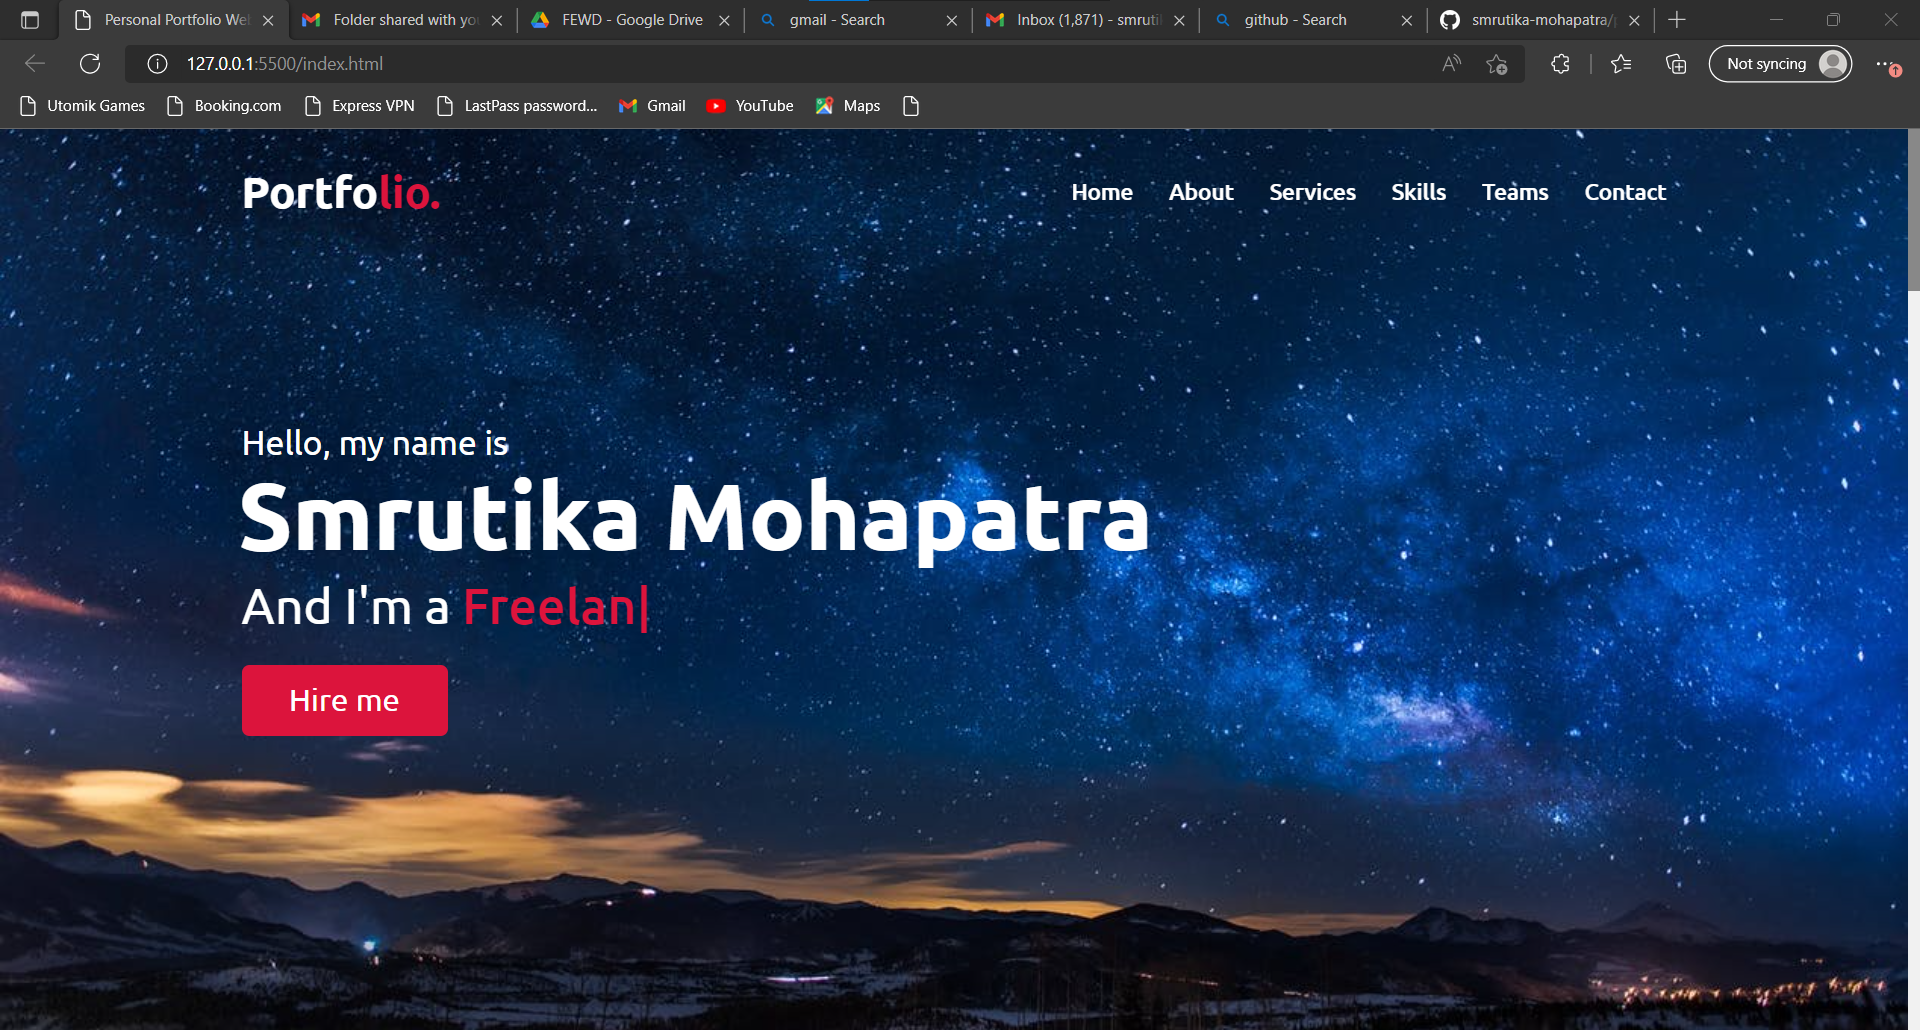 Personal Portfolio We
Folder shared with yo
FEWD - Google Drive
gmail - Search
Inbox (1,871) - smruti
github - Search
smrutika-mohapatra/p
127.0.0.1:5500/index.html
Not syncing
Utomik Games
Booking.com
Express VPN
LastPass password...
Gmail
YouTube
Maps
Portfolio.
Home
About
Services
Skills
Teams
Contact
Hello, my name is
Smrutika Mohapatra
And I'm a Freelan|
Hire me